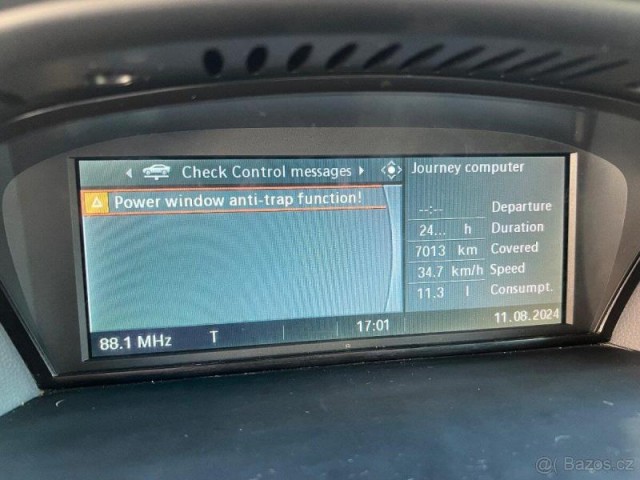 Check Control messages
Power window anti-trap function!
88.1 MHz T 17:01
Journey computer
--:-- Departure
24... h Duration
7013 km Covered
34.7 km/h Speed
11.3 l Consumpt.
11.08.2024
Bazoš.cz